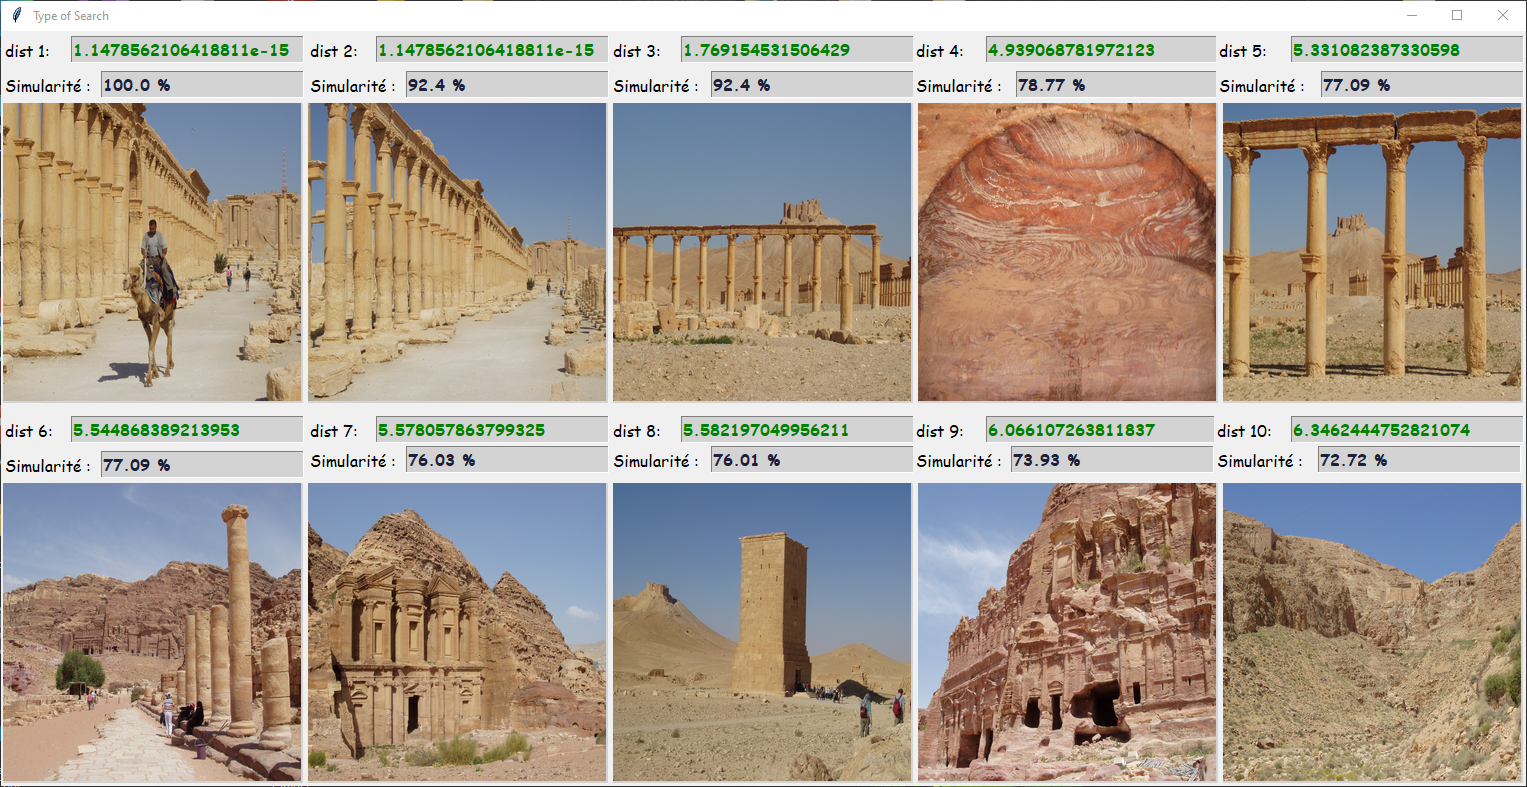 Type of Search
dist 1: 1.1478562106418811e-15 dist 2: 1.1478562106418811e-15 dist 3: 1.769154531506429 dist 4: 4.939068781972123 dist 5: 5.331082387330598
Simularité : 100.0 % Simularité : 92.4 % Simularité : 92.4 % Simularité : 78.77 % Simularité : 77.09 %
dist 6: 5.544868389213953 dist 7: 5.578057863799325 dist 8: 5.582197049956211 dist 9: 6.066107263811837 dist 10: 6.3462444752821074
Simularité : 77.09 % Simularité : 76.03 % Simularité : 76.01 % Simularité : 73.93 % Simularité : 72.72 %